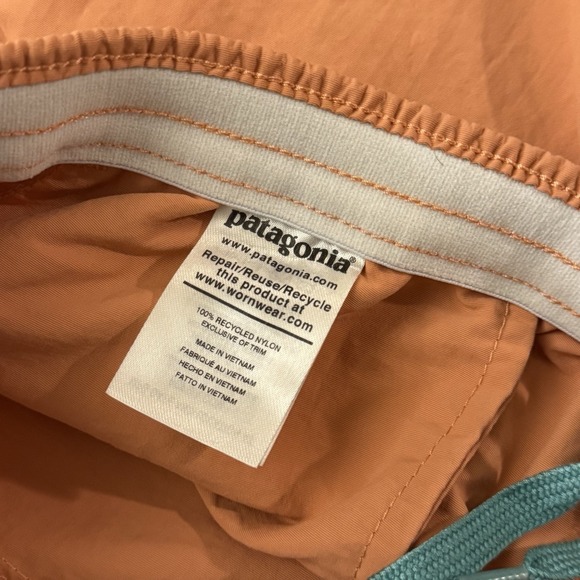 patagonia®
www.patagonia.com
Repair/Reuse/Recycle
this product at
www.wornwear.com
100% RECYCLED NYLON
EXCLUSIVE OF TRIM
MADE IN VIETNAM
FABRIQUÉ AU VIETNAM
HECHO EN VIETNAM
FATTO IN VIETNAM